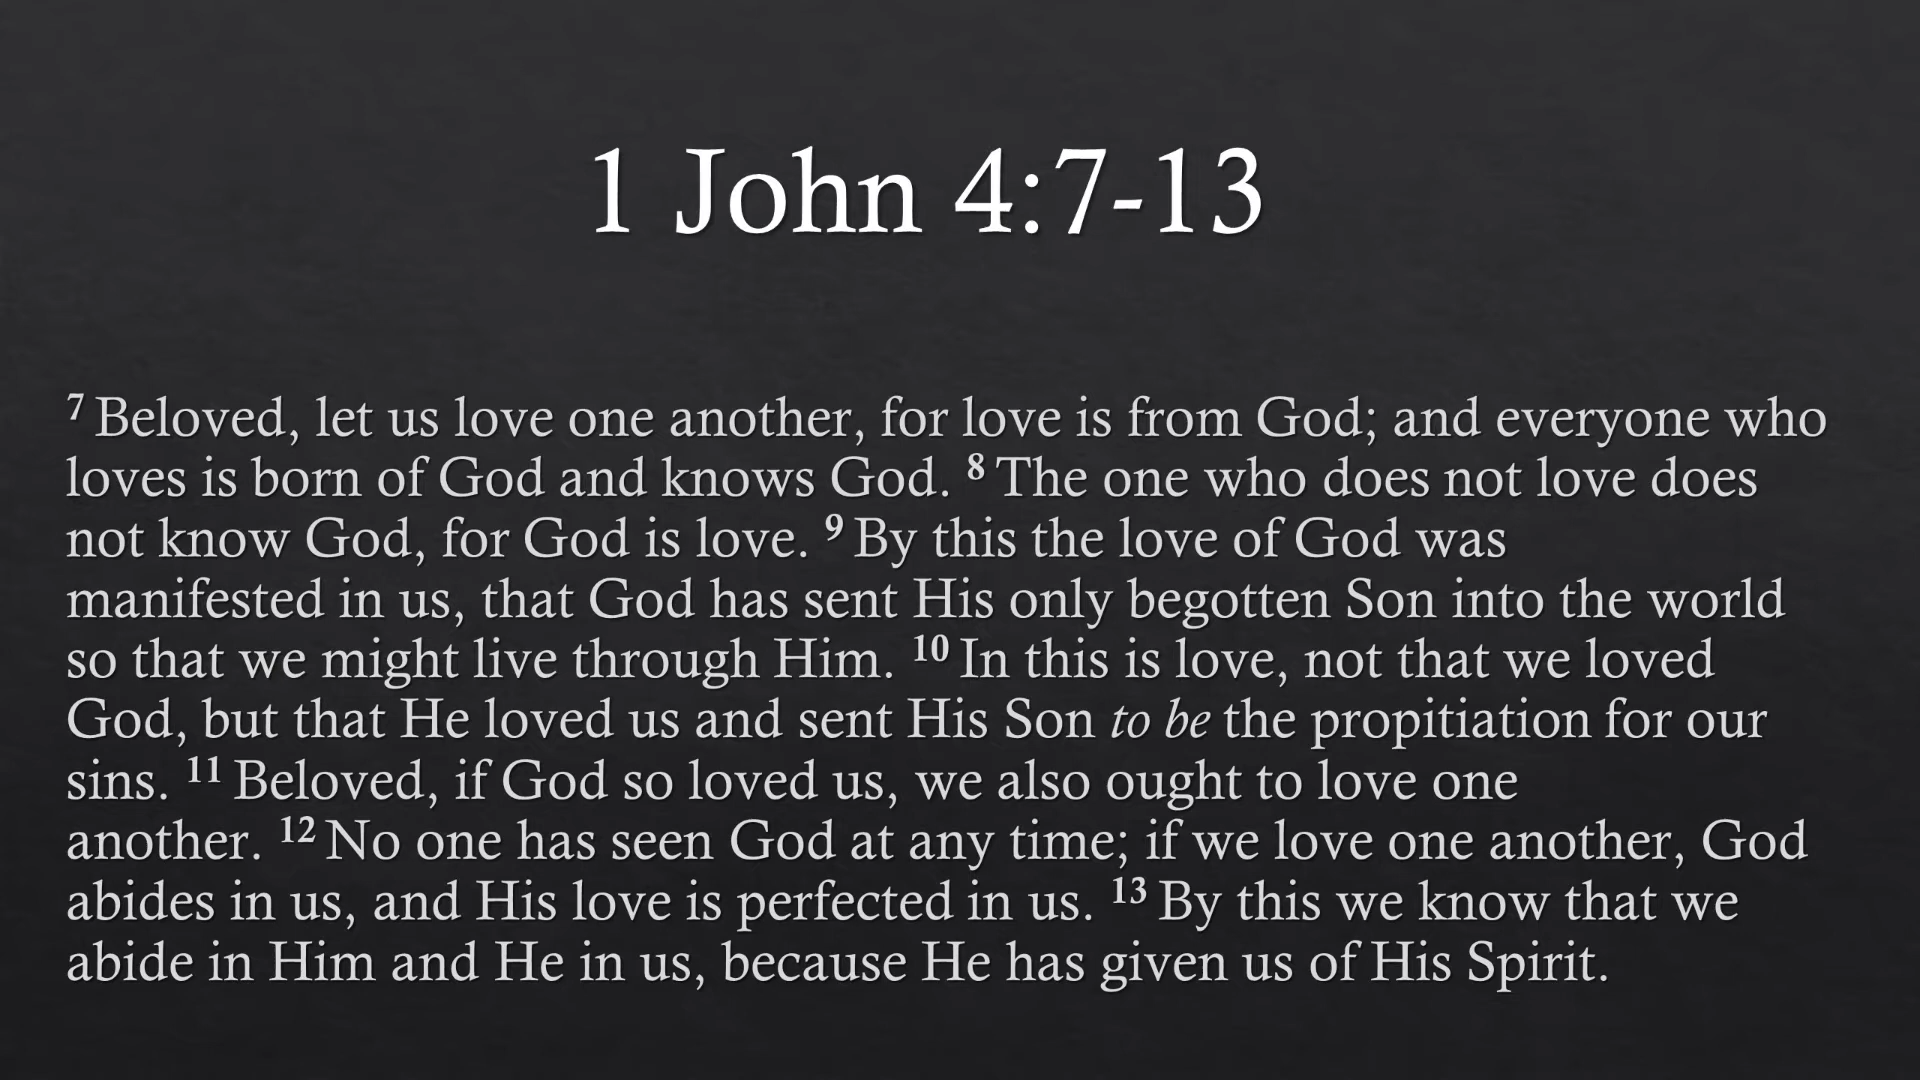 1 John 4:7-13
7 Beloved, let us love one another, for love is from God; and everyone who
loves is born of God and knows God. 8 The one who does not love does
not know God, for God is love. 9 By this the love of God was
manifested in us, that God has sent His only begotten Son into the world
so that we might live through Him. 10 In this is love, not that we loved
God, but that He loved us and sent His Son to be the propitiation for our
sins. 11 Beloved, if God so loved us, we also ought to love one
another. 12 No one has seen God at any time; if we love one another, God
abides in us, and His love is perfected in us. 13 By this we know that we
abide in Him and He in us, because He has given us of His Spirit.